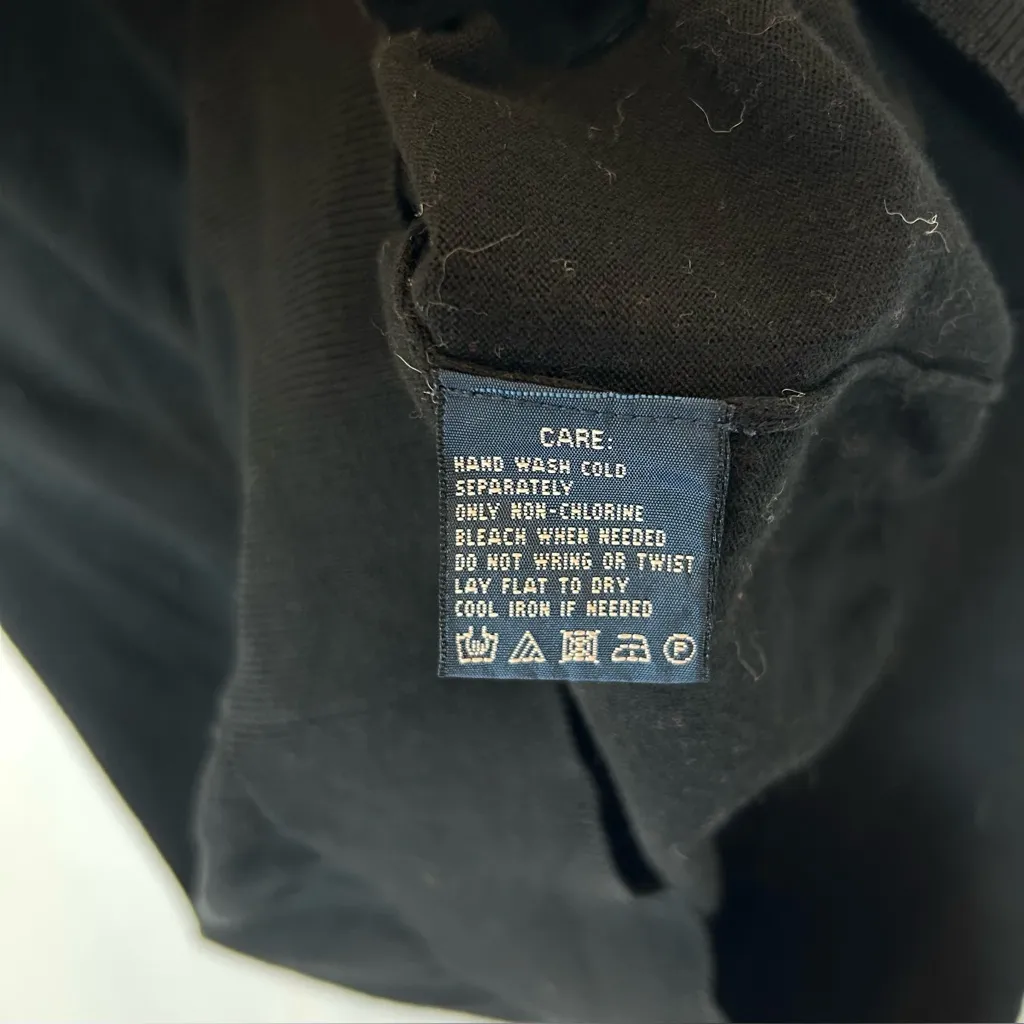 CARE:
HAND WASH COLD
SEPARATELY
ONLY NON-CHLORINE
BLEACH WHEN NEEDED
DO NOT WRING OR TWIST
LAY FLAT TO DRY
COOL IRON IF NEEDED
P